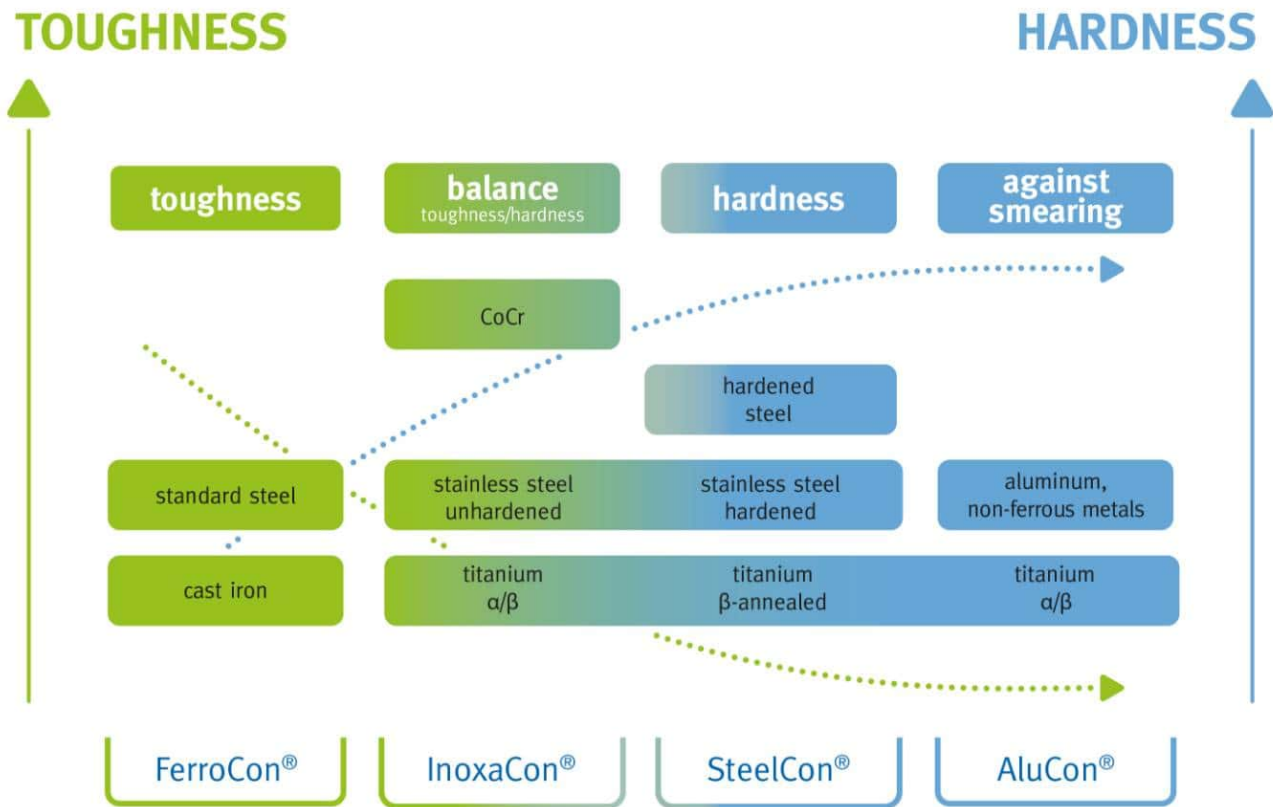 TOUGHNESS
HARDNESS
toughness
balance
toughness/hardness
hardness
against
smearing
CoCr
hardened
steel
standard steel
stainless steel
unhardened
stainless steel
hardened
aluminum,
non-ferrous metals
cast iron
titanium
α/β
titanium
β-annealed
titanium
α/β
FerroCon®
InoxaCon®
SteelCon®
AluCon®